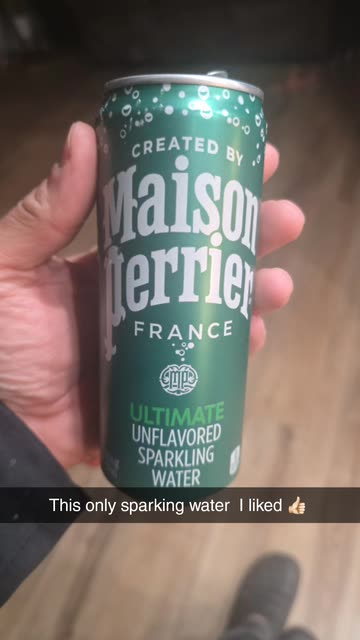 CREATED BY
Maison
perrier
FRANCE
ULTIMATE
UNFLAVORED
SPARKLING
WATER
This only sparking water  I liked 👍🏼